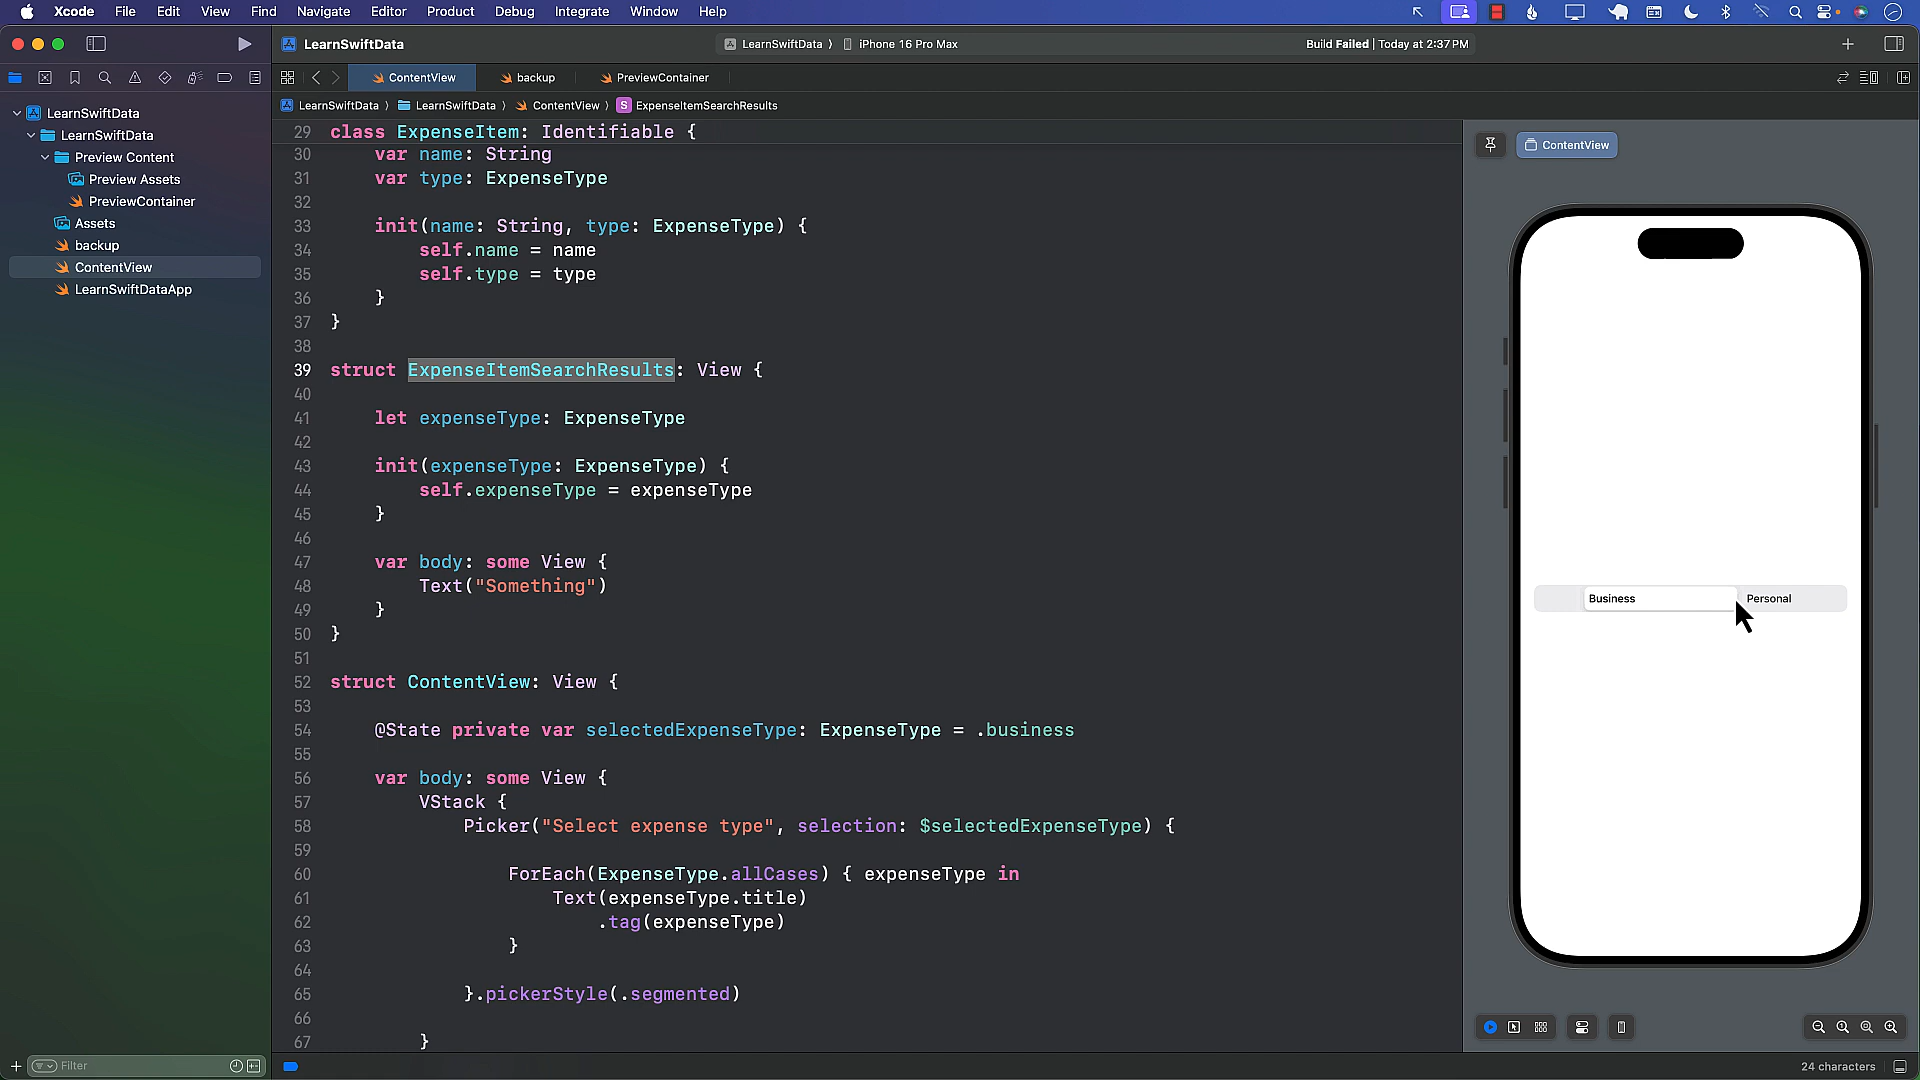 Xcode File Edit View Find Navigate Editor Product Debug Integrate Window Help
LearnSwiftData
LearnSwiftData ⟩ iPhone 16 Pro Max
Build Failed | Today at 2:37 PM
ContentView
backup
PreviewContainer
LearnSwiftData ⟩ LearnSwiftData ⟩ ContentView ⟩ S ExpenseItemSearchResults
LearnSwiftData
LearnSwiftData
Preview Content
Preview Assets
PreviewContainer
Assets
backup
ContentView
LearnSwiftDataApp
Filter
29 class ExpenseItem: Identifiable {
30 var name: String
31 var type: ExpenseType
32
33 init(name: String, type: ExpenseType) {
34 self.name = name
35 self.type = type
36 }
37 }
38
39 struct ExpenseItemSearchResults: View {
40
41 let expenseType: ExpenseType
42
43 init(expenseType: ExpenseType) {
44 self.expenseType = expenseType
45 }
46
47 var body: some View {
48 Text("Something")
49 }
50 }
51
52 struct ContentView: View {
53
54 @State private var selectedExpenseType: ExpenseType = .business
55
56 var body: some View {
57 VStack {
58 Picker("Select expense type", selection: $selectedExpenseType) {
59
60 ForEach(ExpenseType.allCases) { expenseType in
61 Text(expenseType.title)
62 .tag(expenseType)
63 }
64
65 }.pickerStyle(.segmented)
66
67 }
ContentView
Business
Personal
24 characters